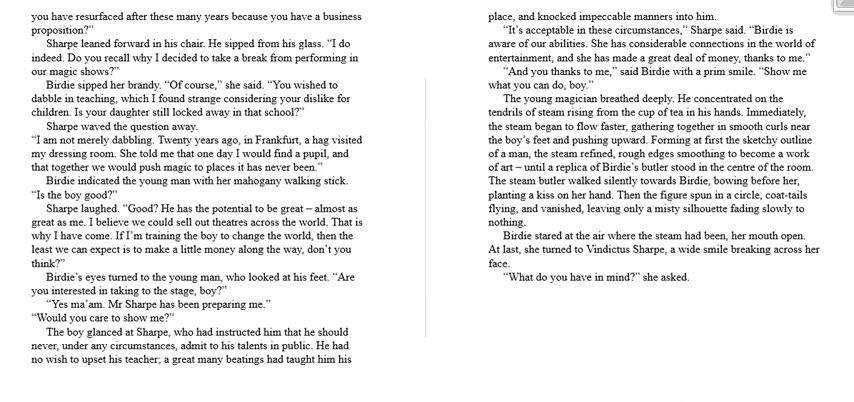 you have resurfaced after these many years because you have a business
proposition?”
Sharpe leaned forward in his chair. He sipped from his glass. “I do
indeed. Do you recall why I decided to take a break from performing in
our magic shows?”
Birdie sipped her brandy. “Of course,” she said. “You wished to
dabble in teaching, which I found strange considering your dislike for
children. Is your daughter still locked away in that school?”
Sharpe waved the question away.
“I am not merely dabbling. Twenty years ago, in Frankfurt, a hag visited
my dressing room. She told me that one day I would find a pupil, and
that together we would push magic to places it has never been.”
Birdie indicated the young man with her mahogany walking stick.
“Is the boy good?”
Sharpe laughed. “Good? He has the potential to be great – almost as
great as me. I believe we could sell out theatres across the world. That is
why I have come. If I’m training the boy to change the world, then the
least we can expect is to make a little money along the way, don’t you
think?”
Birdie’s eyes turned to the young man, who looked at his feet. “Are
you interested in taking to the stage, boy?”
“Yes ma’am. Mr Sharpe has been preparing me.”
“Would you care to show me?”
The boy glanced at Sharpe, who had instructed him that he should
never, under any circumstances, admit to his talents in public. He had
no wish to upset his teacher; a great many beatings had taught him his
place, and knocked impeccable manners into him.
“It’s acceptable in these circumstances,” Sharpe said. “Birdie is
aware of our abilities. She has considerable connections in the world of
entertainment, and she has made a great deal of money, thanks to me.”
“And you thanks to me,” said Birdie with a prim smile. “Show me
what you can do, boy.”
The young magician breathed deeply. He concentrated on the
tendrils of steam rising from the cup of tea in his hands. Immediately,
the steam began to flow faster, gathering together in smooth curls near
the boy’s feet and pushing upward. Forming at first the sketchy outline
of a man, the steam refined, rough edges smoothing to become a work
of art – until a replica of Birdie’s butler stood in the centre of the room.
The steam butler walked silently towards Birdie, bowing before her,
planting a kiss on her hand. Then the figure spun in a circle, coat-tails
flying, and vanished, leaving only a misty silhouette fading slowly to
nothing.
Birdie stared at the air where the steam had been, her mouth open.
At last, she turned to Vindictus Sharpe, a wide smile breaking across her
face.
“What do you have in mind?” she asked.